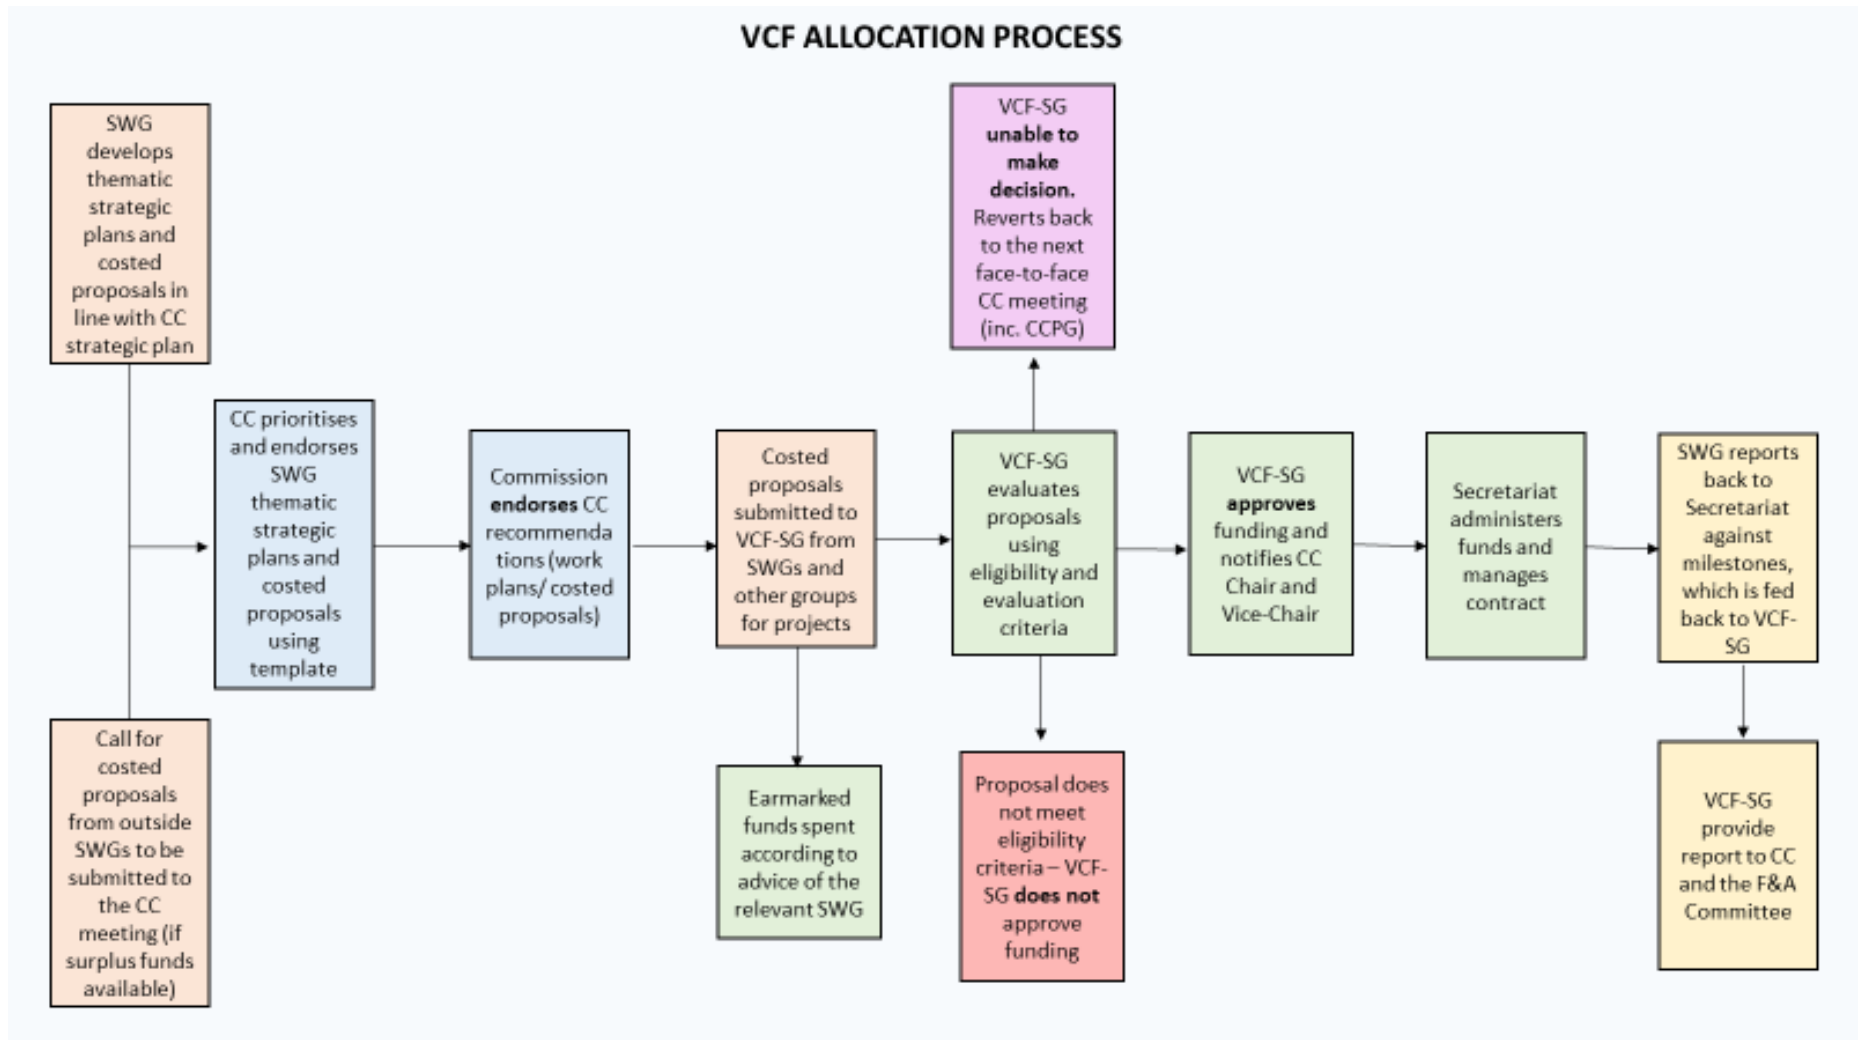 VCF ALLOCATION PROCESS
SWG
develops
thematic
strategic
plans and
costed
proposals in
line with CC
strategic plan
Call for
costed
proposals
from outside
SWGs to be
submitted to
the CC
meeting (if
surplus funds
available)
CC prioritises
and endorses
SWG
thematic
strategic
plans and
costed
proposals
using
template
Commission
endorses CC
recommenda
tions (work
plans/ costed
proposals)
Costed
proposals
submitted to
VCF-SG from
SWGs and
other groups
for projects
Earmarked
funds spent
according to
advice of the
relevant SWG
VCF-SG
evaluates
proposals
using
eligibility and
evaluation
criteria
VCF-SG
unable to
make
decision.
Reverts back
to the next
face-to-face
CC meeting
(inc. CCPG)
Proposal does
not meet
eligibility
criteria – VCF-
SG does not
approve
funding
VCF-SG
approves
funding and
notifies CC
Chair and
Vice-Chair
Secretariat
administers
funds and
manages
contract
SWG reports
back to
Secretariat
against
milestones,
which is fed
back to VCF-
SG
VCF-SG
provide
report to CC
and the F&A
Committee